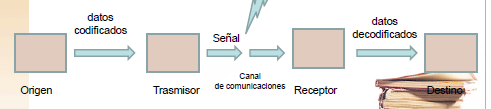 datos
codificados
Señal
datos
decodificados
Origen
Trasmisor
Canal
de comunicaciones
Receptor
Destino